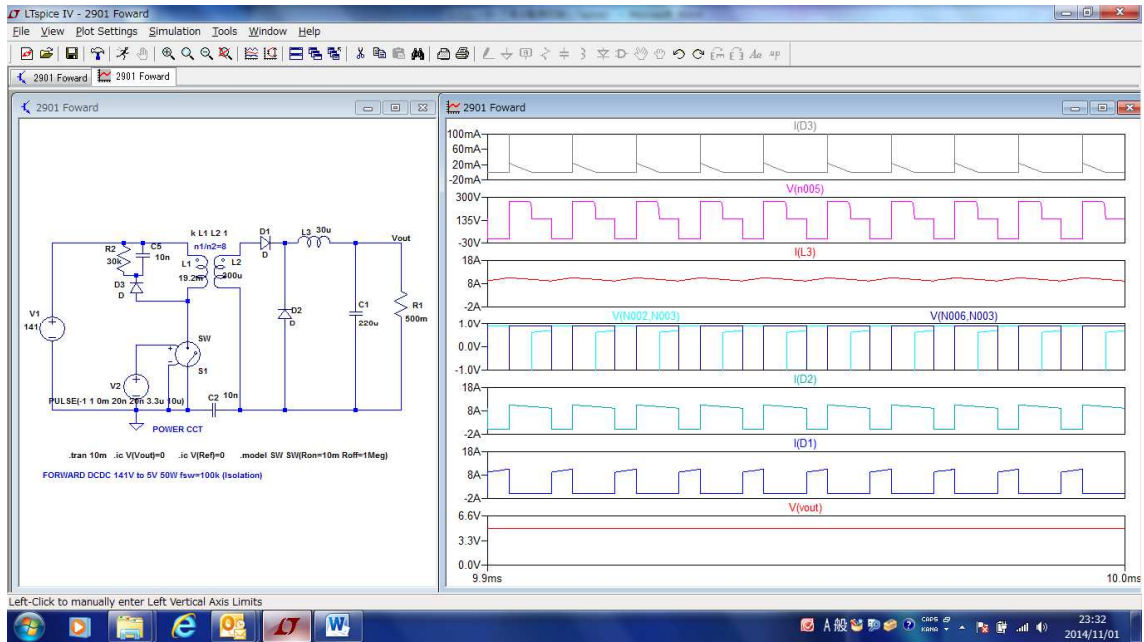 LTspice IV - 2901 Foward
File View Plot Settings Simulation Tools Window Help
2901 Foward 2901 Foward
2901 Foward
k L1 L2 1
n1/n2=8
D1
D
L3 30u
Vout
R2
30k
C5
10n
L1
19.2m
L2
300u
D3
D
D2
D
C1
220u
R1
500m
V1
141
SW
S1
V2
PULSE(-1 1 0m 20n 20n 3.3u 10u)
C2 10n
POWER CCT
.tran 10m .ic V(Vout)=0 .ic V(Ref)=0 .model SW SW(Ron=10m Roff=1Meg)
FORWARD DCDC 141V to 5V 50W fsw=100k (Isolation)
2901 Foward
I(D3)
100mA
60mA
20mA
-20mA
V(n005)
300V
135V
-30V
I(L3)
18A
8A
-2A
V(N002,N003) V(N006,N003)
1.0V
0.0V
-1.0V
I(D2)
18A
8A
-2A
I(D1)
18A
8A
-2A
V(vout)
6.6V
3.3V
0.0V
9.9ms 10.0ms
Left-Click to manually enter Left Vertical Axis Limits
A 般 CAPS KANA 23:32
2014/11/01